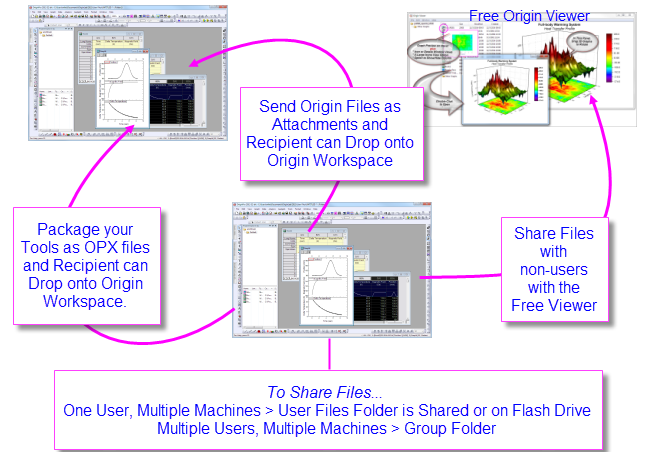 Free Origin Viewer
Send Origin Files as
Attachments and
Recipient can Drop onto
Origin Workspace
Package your
Tools as OPX files
and Recipient can
Drop onto Origin
Workspace.
Share Files
with
non-users
with the
Free Viewer
To Share Files...
One User, Multiple Machines > User Files Folder is Shared or on Flash Drive
Multiple Users, Multiple Machines > Group Folder